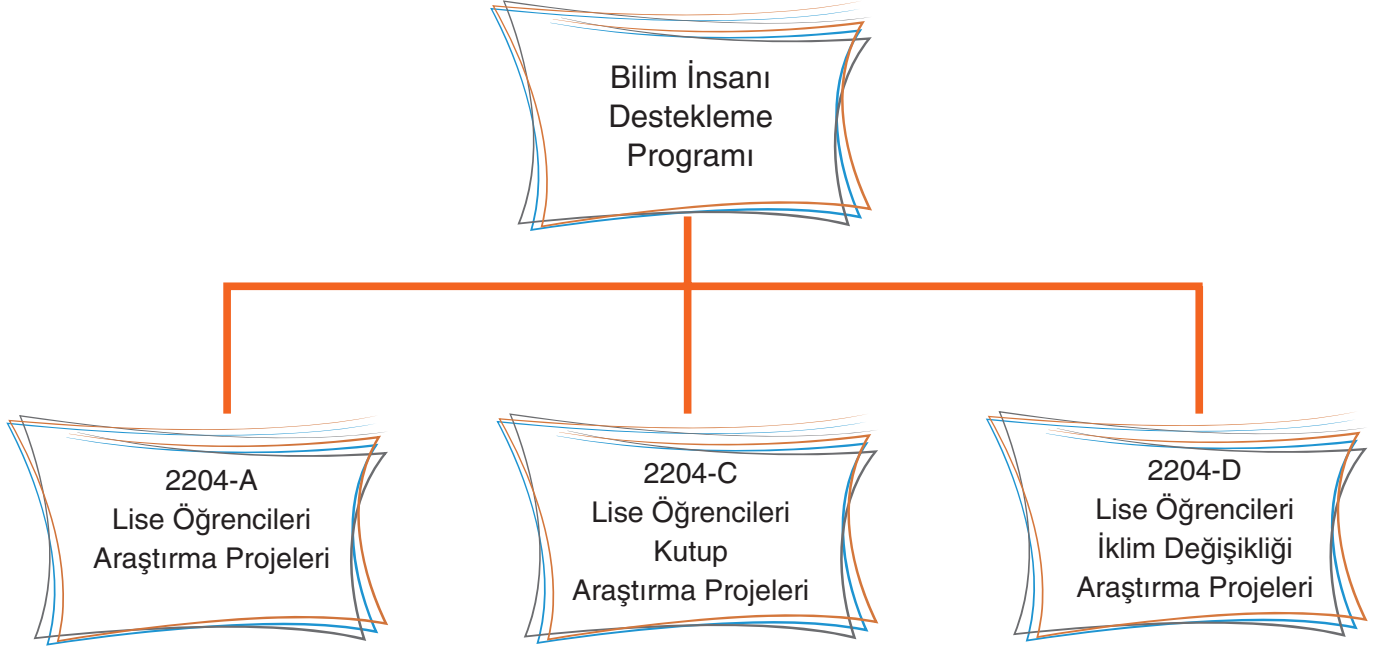 Bilim İnsanı
Destekleme
Programı
2204-A
Lise Öğrencileri
Araştırma Projeleri
2204-C
Lise Öğrencileri
Kutup
Araştırma Projeleri
2204-D
Lise Öğrencileri
İklim Değişikliği
Araştırma Projeleri